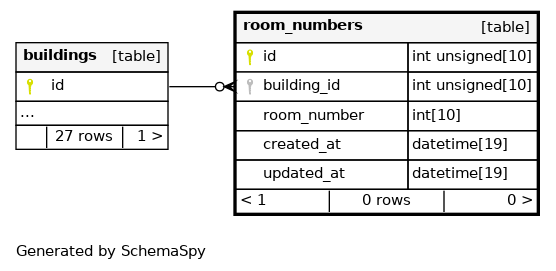 buildings [table]
id
...
27 rows 1 >
room_numbers [table]
id int unsigned[10]
building_id int unsigned[10]
room_number int[10]
created_at datetime[19]
updated_at datetime[19]
< 1 0 rows 0 >
Generated by SchemaSpy